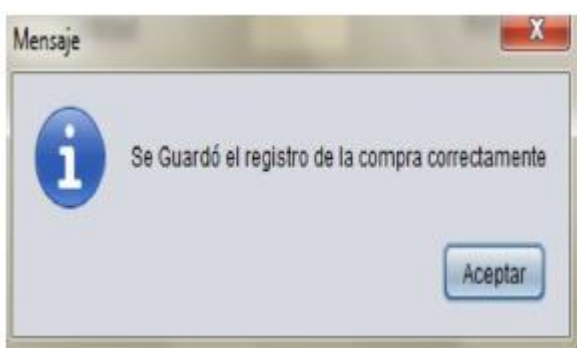 Mensaje
X
Se Guardó el registro de la compra correctamente
Aceptar